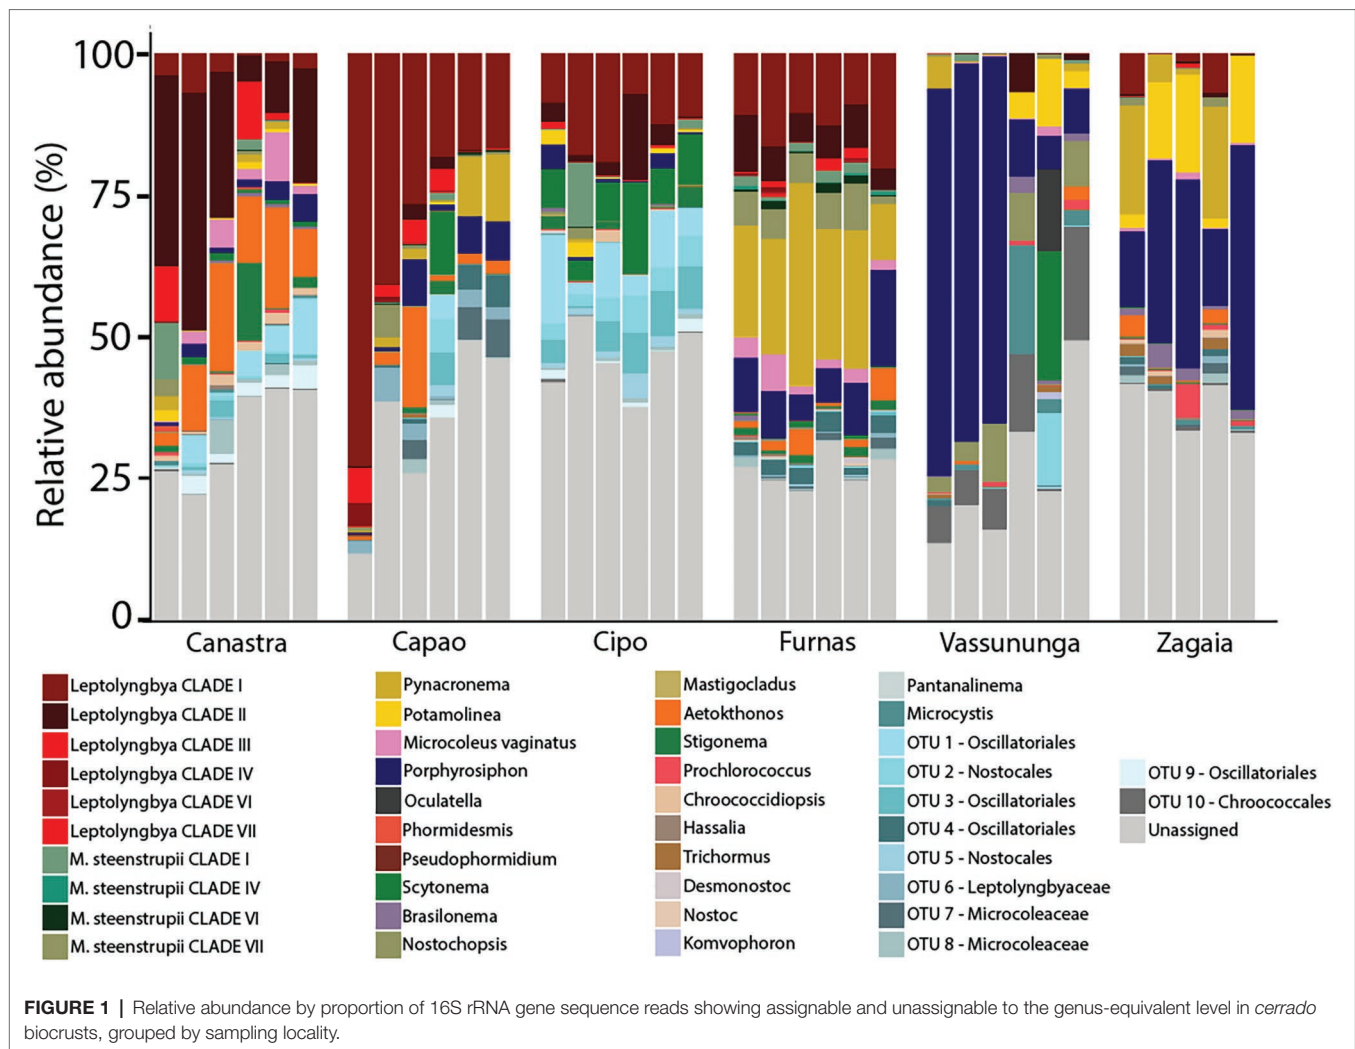 Relative abundance (%)
100
75
50
25
0
Canastra
Capao
Cipo
Furnas
Vassununga
Zagaia
Leptolyngbya CLADE I
Leptolyngbya CLADE II
Leptolyngbya CLADE III
Leptolyngbya CLADE IV
Leptolyngbya CLADE VI
Leptolyngbya CLADE VII
M. steenstrupii CLADE I
M. steenstrupii CLADE IV
M. steenstrupii CLADE VI
M. steenstrupii CLADE VII
Pynacronema
Potamolinea
Microcoleus vaginatus
Porphyrosiphon
Oculatella
Phormidesmis
Pseudophormidium
Scytonema
Brasilonema
Nostochopsis
Mastigocladus
Aetokthonos
Stigonema
Prochlorococcus
Chroococcidiopsis
Hassalia
Trichormus
Desmonostoc
Nostoc
Komvophoron
Pantanalinema
Microcystis
OTU 1 - Oscillatoriales
OTU 2 - Nostocales
OTU 3 - Oscillatoriales
OTU 4 - Oscillatoriales
OTU 5 - Nostocales
OTU 6 - Leptolyngbyaceae
OTU 7 - Microcoleaceae
OTU 8 - Microcoleaceae
OTU 9 - Oscillatoriales
OTU 10 - Chroococcales
Unassigned
FIGURE 1 | Relative abundance by proportion of 16S rRNA gene sequence reads showing assignable and unassignable to the genus-equivalent level in cerrado
biocrusts, grouped by sampling locality.